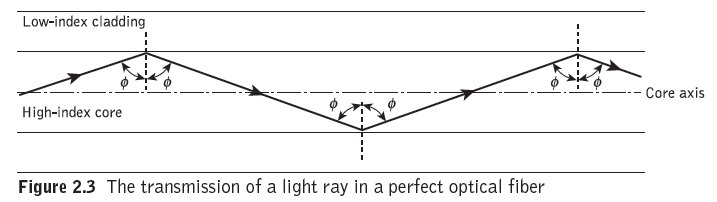 Low-index cladding
ϕ ϕ
ϕ ϕ
ϕ ϕ
Core axis
High-index core
Figure 2.3 The transmission of a light ray in a perfect optical fiber